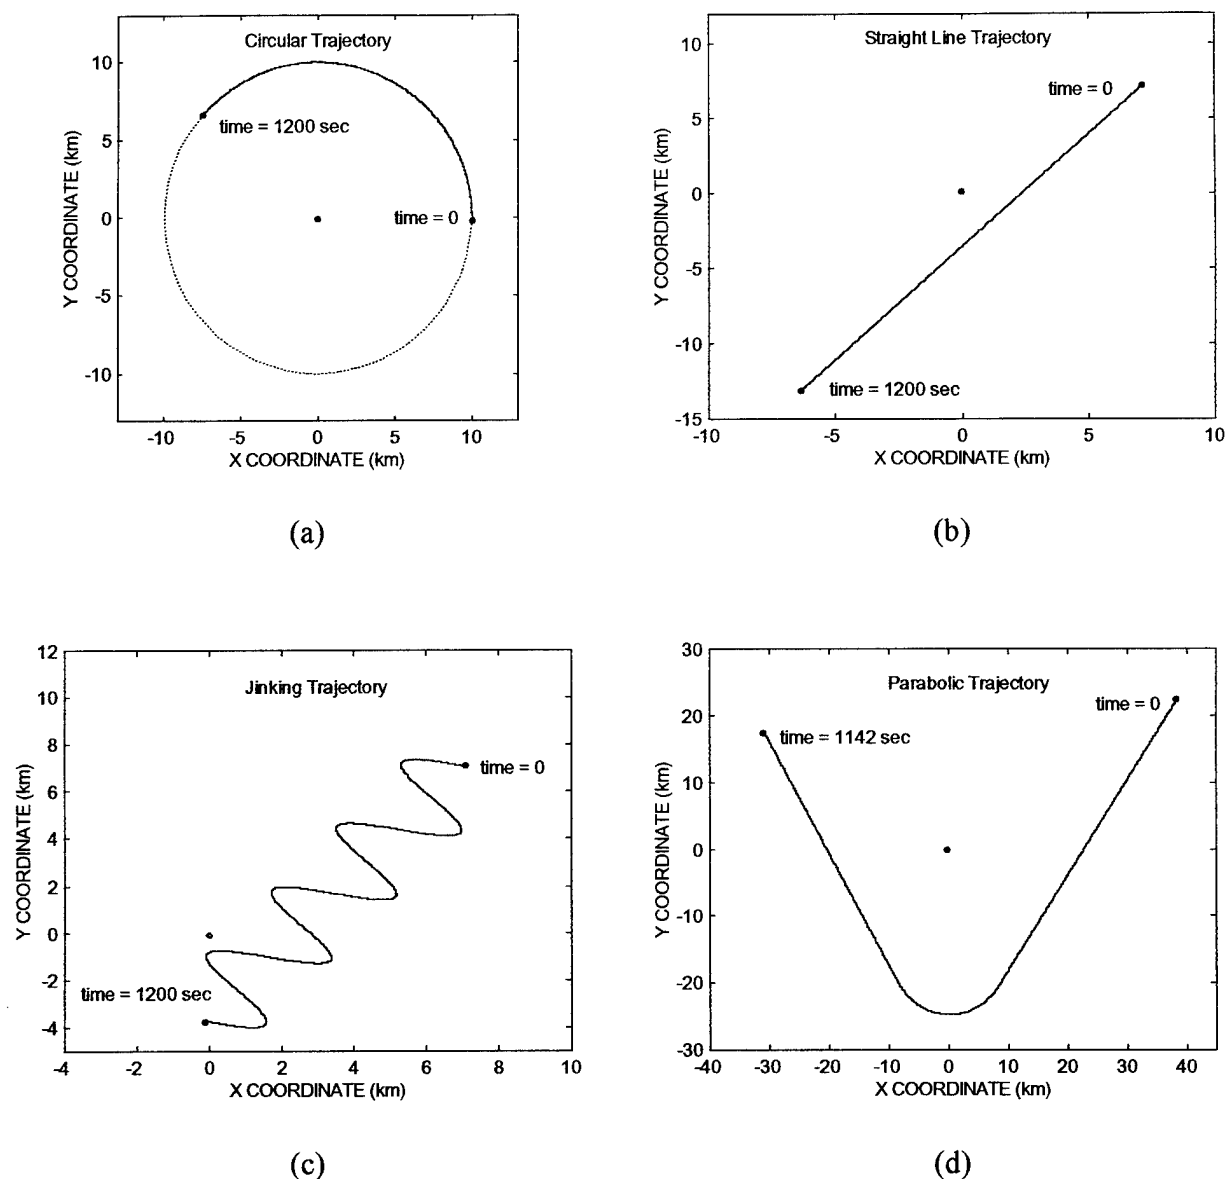 Circular Trajectory
10
5
0
-5
-10
Y COORDINATE (km)
time = 1200 sec
time = 0
-10
-5
0
5
10
X COORDINATE (km)
(a)
Straight Line Trajectory
10
5
0
-5
-10
-15
Y COORDINATE (km)
time = 0
time = 1200 sec
-10
-5
0
5
10
X COORDINATE (km)
(b)
Jinking Trajectory
12
10
8
6
4
2
0
-2
-4
Y COORDINATE (km)
time = 0
time = 1200 sec
-4
-2
0
2
4
6
8
10
X COORDINATE (km)
(c)
Parabolic Trajectory
30
20
10
0
-10
-20
-30
Y COORDINATE (km)
time = 0
time = 1142 sec
-40
-30
-20
-10
0
10
20
30
40
X COORDINATE (km)
(d)